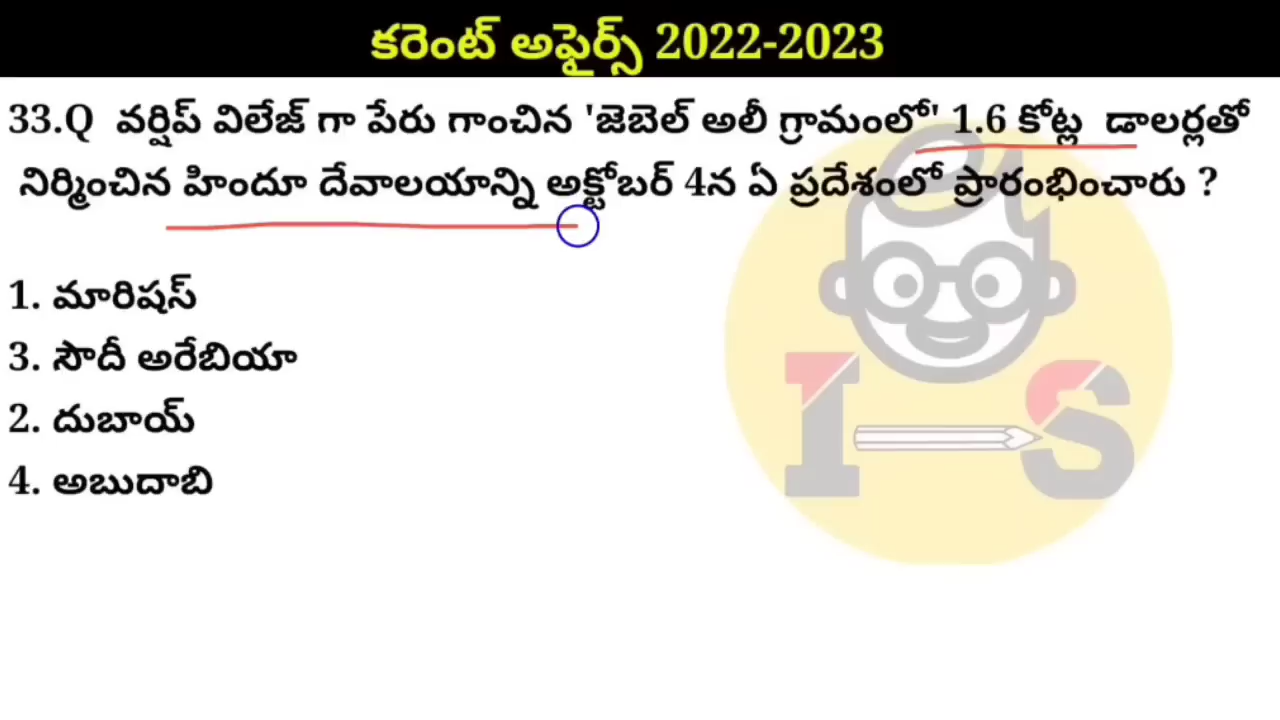 కరెంట్ అఫైర్స్ 2022-2023
33.Q వర్షిప్ విలేజ్ గా పేరు గాంచిన 'జెబెల్ అలీ గ్రామంలో' 1.6 కోట్ల డాలర్లతో
నిర్మించిన హిందూ దేవాలయాన్ని అక్టోబర్ 4న ఏ ప్రదేశంలో ప్రారంభించారు ?
1. మారిషస్
3. సౌదీ అరేబియా
2. దుబాయ్
4. అబుదాబి
I S